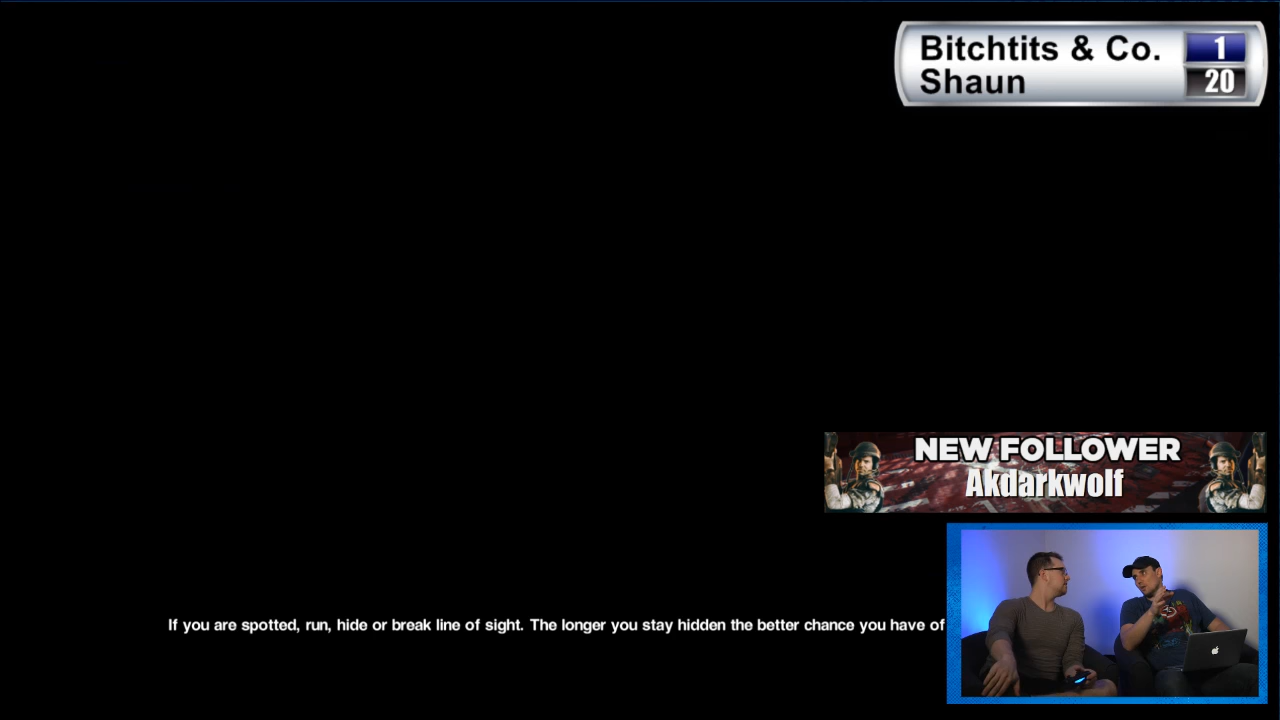 Bitchtits & Co. 1
Shaun 20
NEW FOLLOWER
Akdarkwolf
If you are spotted, run, hide or break line of sight. The longer you stay hidden the better chance you have of